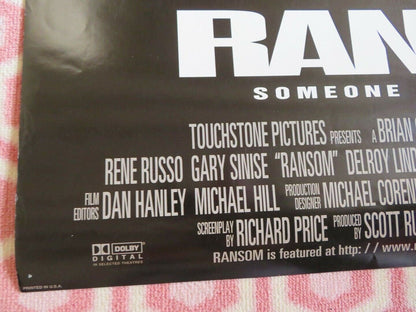 RAN
SOMEONE
TOUCHSTONE PICTURES PRESENTS A BRIAN
RENE RUSSO GARY SINISE "RANSOM" DELROY LIND
FILM EDITORS DAN HANLEY MICHAEL HILL PRODUCTION DESIGNER MICHAEL COREN
SCREENPLAY BY RICHARD PRICE PRODUCED BY SCOTT RU
DOLBY DIGITAL RANSOM is featured at http://www.
IN SELECTED THEATRES
PRINTED IN U.S.A.